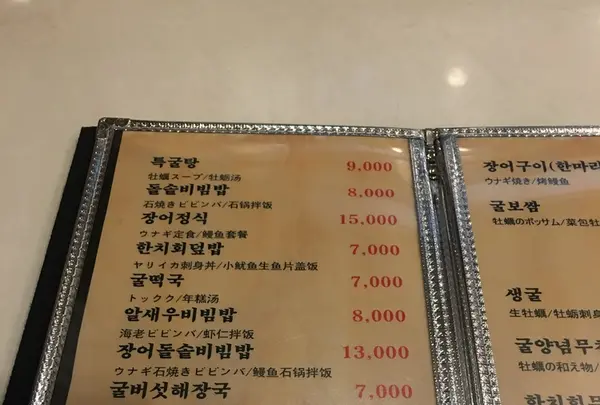 특굴탕 9,000
牡蠣スープ/牡蛎汤
돌솥비빔밥 8,000
石焼きビビンバ/石锅拌饭
장어정식 15,000
ウナギ定食/鳗鱼套餐
한치회덮밥 7,000
ヤリイカ刺身丼/小鱿鱼生鱼片盖饭
굴떡국 7,000
トックク/年糕汤
알새우비빔밥 8,000
海老ビビンバ/虾仁拌饭
장어돌솥비빔밥 13,000
ウナギ石焼きビビンバ/鳗鱼石锅拌饭
굴버섯해장국 7,000
장어구이(한마리
ウナギ焼き/烤鳗鱼
굴보쌈
牡蠣のポッサム/菜包牡
생굴
生牡蠣/牡蛎刺身
굴양념무
牡蠣の和え物/